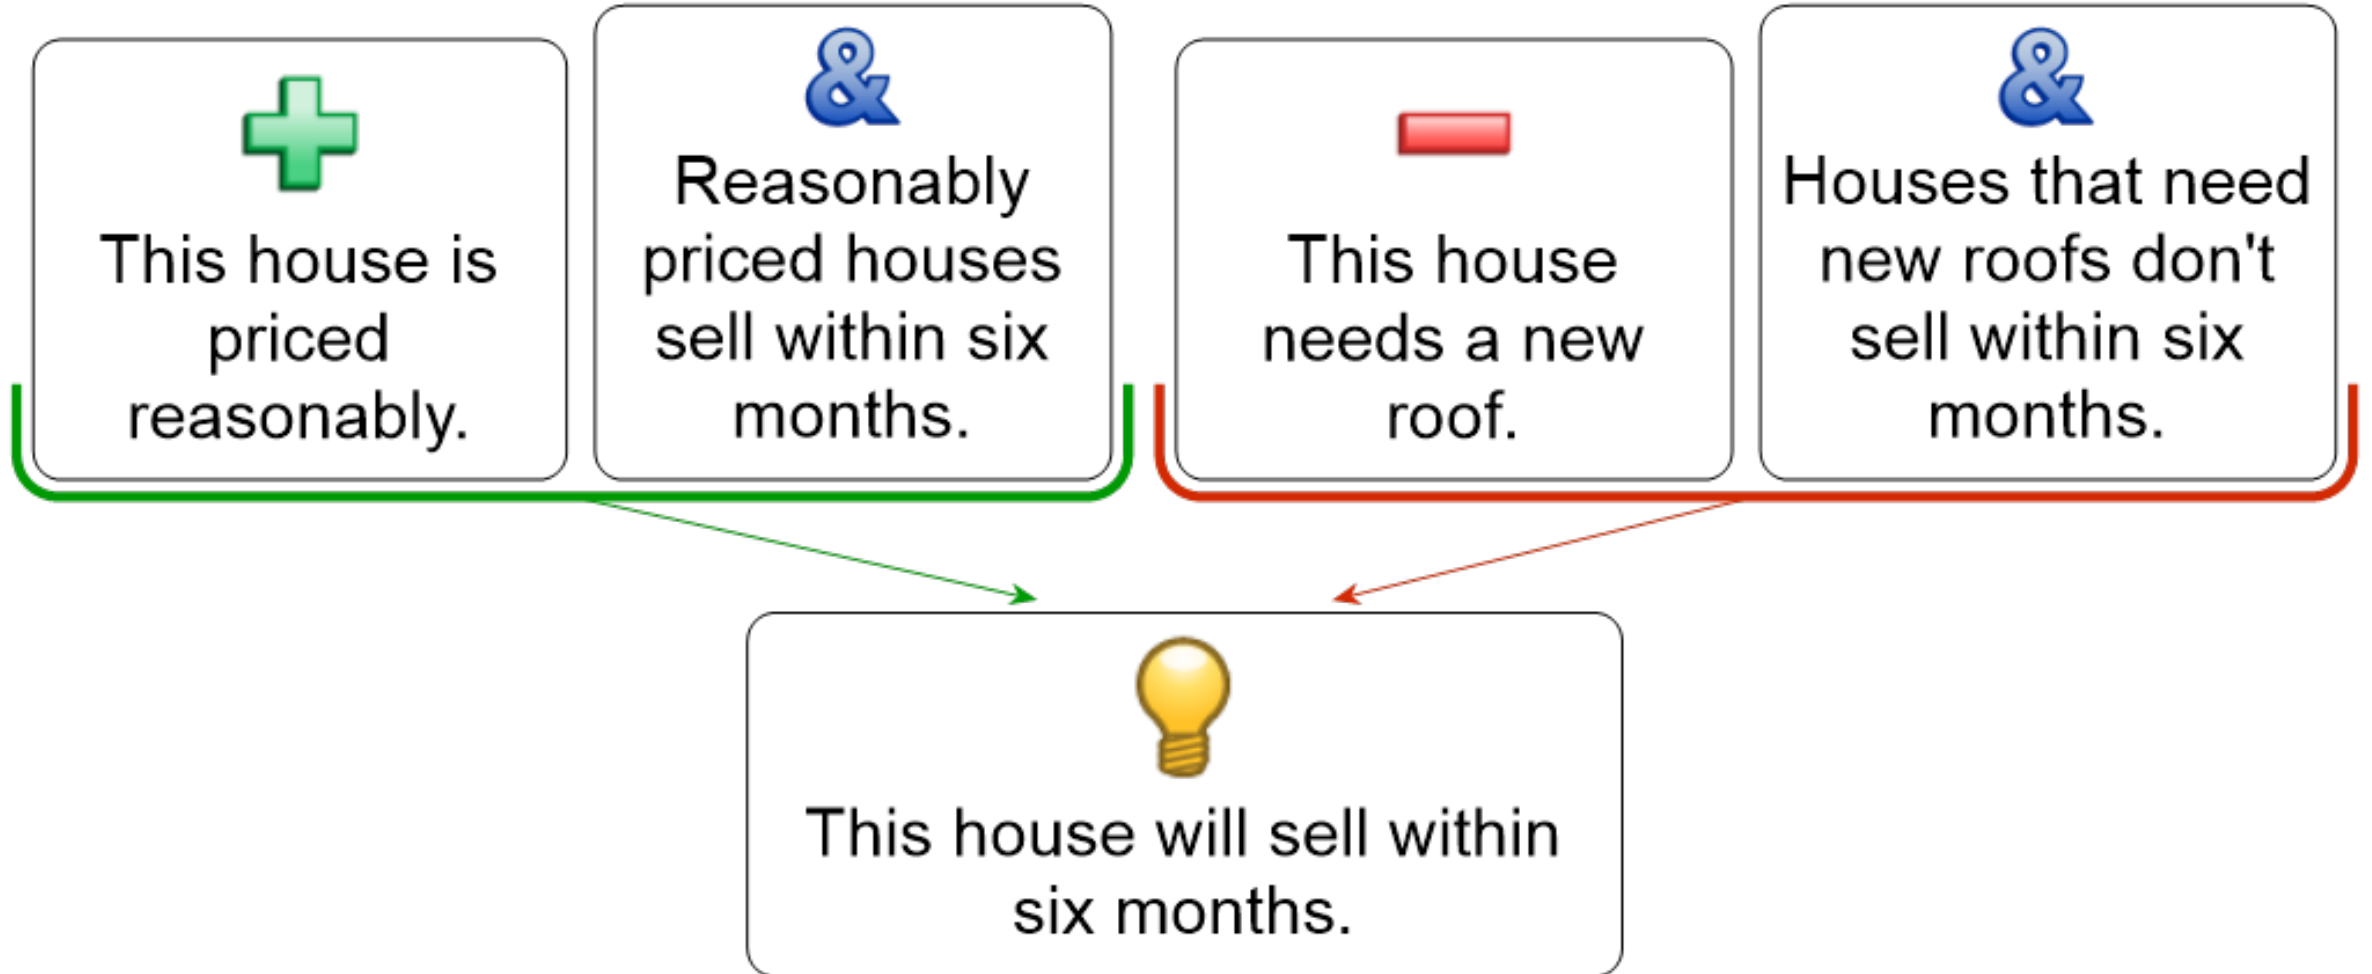 &
&
This house is
priced
reasonably.
Reasonably
priced houses
sell within six
months.
This house
needs a new
roof.
Houses that need
new roofs don't
sell within six
months.
This house will sell within
six months.